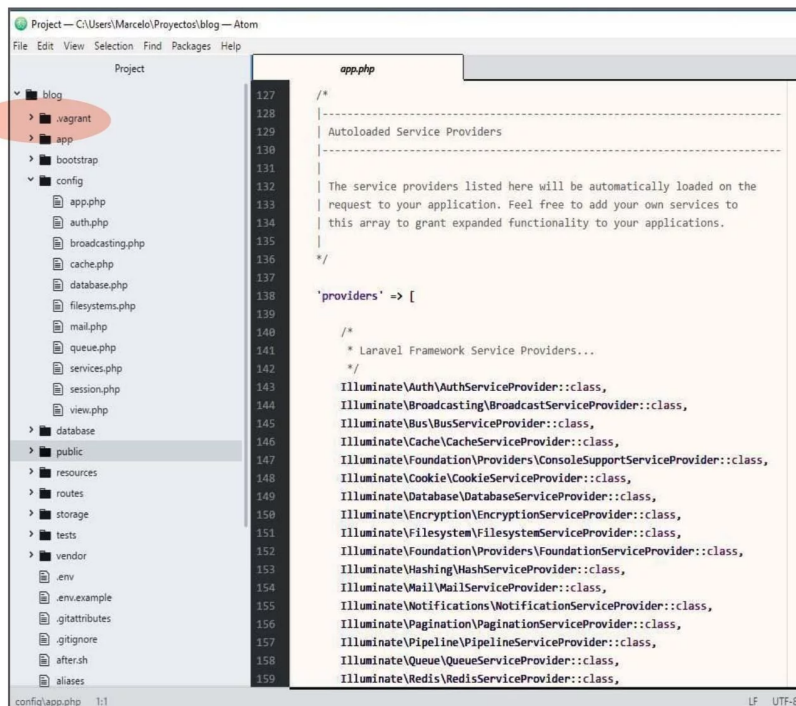 Project — C:\Users\Marcelo\Proyectos\blog — Atom
File Edit View Selection Find Packages Help
Project
blog
.vagrant
app
bootstrap
config
app.php
auth.php
broadcasting.php
cache.php
database.php
filesystems.php
mail.php
queue.php
services.php
session.php
view.php
database
public
resources
routes
storage
tests
vendor
.env
.env.example
.gitattributes
.gitignore
after.sh
aliases
app.php
127 /*
128 |--------------------------------------------------------------------------
129 | Autoloaded Service Providers
130 |--------------------------------------------------------------------------
131 |
132 | The service providers listed here will be automatically loaded on the
133 | request to your application. Feel free to add your own services to
134 | this array to grant expanded functionality to your applications.
135 |
136 */
137
138 'providers' => [
139
140 /*
141 * Laravel Framework Service Providers...
142 */
143 Illuminate\Auth\AuthServiceProvider::class,
144 Illuminate\Broadcasting\BroadcastServiceProvider::class,
145 Illuminate\Bus\BusServiceProvider::class,
146 Illuminate\Cache\CacheServiceProvider::class,
147 Illuminate\Foundation\Providers\ConsoleSupportServiceProvider::class,
148 Illuminate\Cookie\CookieServiceProvider::class,
149 Illuminate\Database\DatabaseServiceProvider::class,
150 Illuminate\Encryption\EncryptionServiceProvider::class,
151 Illuminate\Filesystem\FilesystemServiceProvider::class,
152 Illuminate\Foundation\Providers\FoundationServiceProvider::class,
153 Illuminate\Hashing\HashServiceProvider::class,
154 Illuminate\Mail\MailServiceProvider::class,
155 Illuminate\Notifications\NotificationServiceProvider::class,
156 Illuminate\Pagination\PaginationServiceProvider::class,
157 Illuminate\Pipeline\PipelineServiceProvider::class,
158 Illuminate\Queue\QueueServiceProvider::class,
159 Illuminate\Redis\RedisServiceProvider::class,
config\app.php 1:1 LF UTF-8